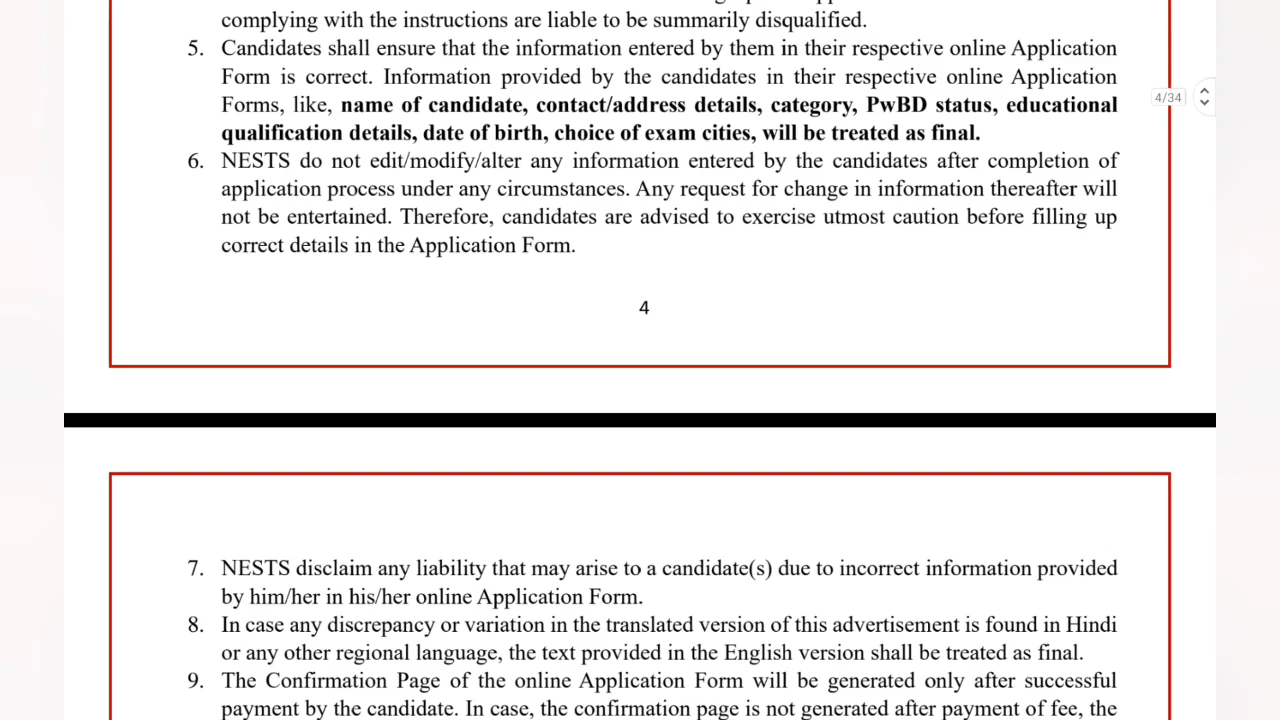 complying with the instructions are liable to be summarily disqualified.
5. Candidates shall ensure that the information entered by them in their respective online Application
Form is correct. Information provided by the candidates in their respective online Application
Forms, like, name of candidate, contact/address details, category, PwBD status, educational
qualification details, date of birth, choice of exam cities, will be treated as final.
4/34
6. NESTS do not edit/modify/alter any information entered by the candidates after completion of
application process under any circumstances. Any request for change in information thereafter will
not be entertained. Therefore, candidates are advised to exercise utmost caution before filling up
correct details in the Application Form.
4
7. NESTS disclaim any liability that may arise to a candidate(s) due to incorrect information provided
by him/her in his/her online Application Form.
8. In case any discrepancy or variation in the translated version of this advertisement is found in Hindi
or any other regional language, the text provided in the English version shall be treated as final.
9. The Confirmation Page of the online Application Form will be generated only after successful
payment by the candidate. In case, the confirmation page is not generated after payment of fee, the